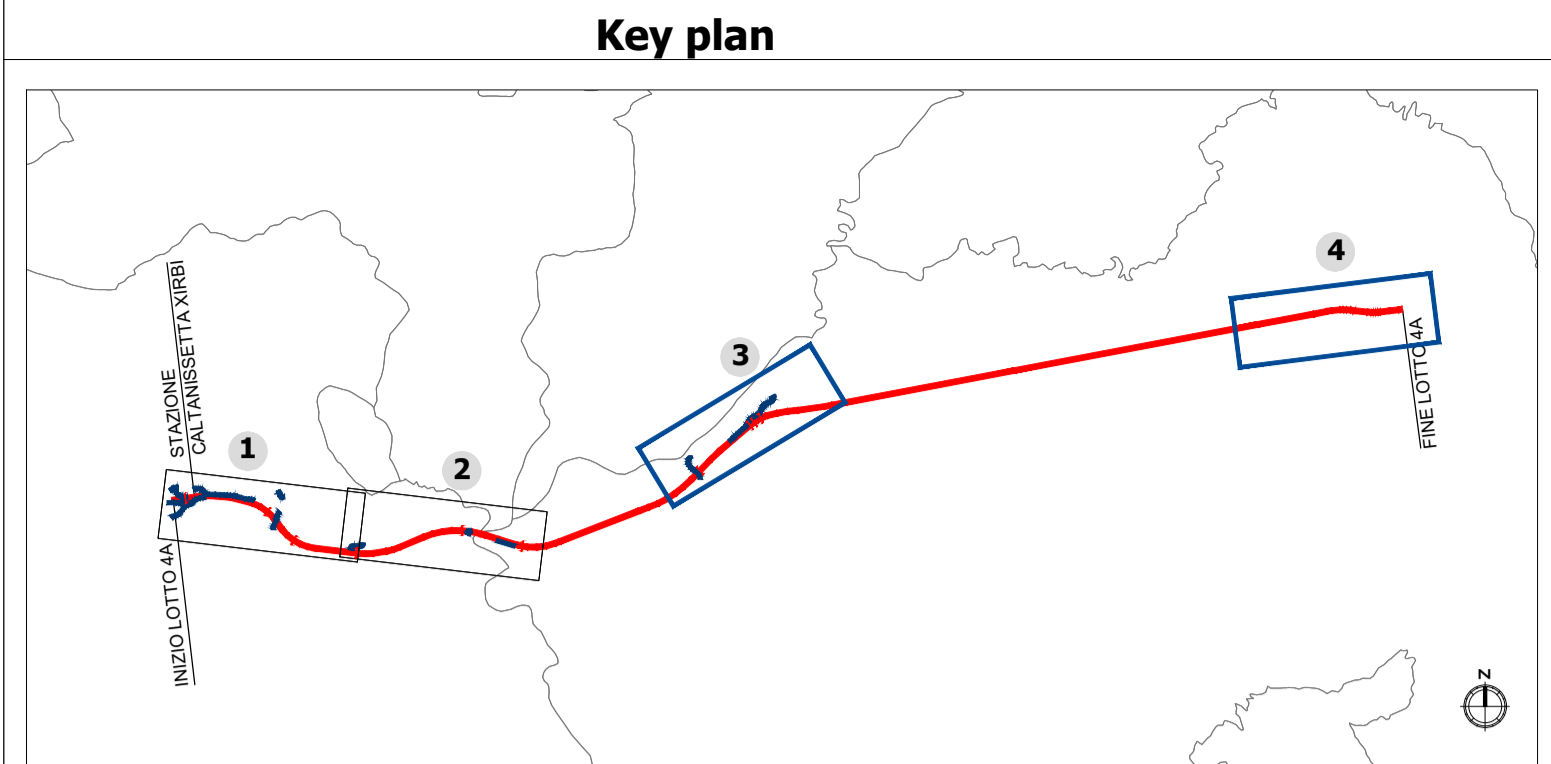 Key plan
4
3
STAZIONE
CALTANISSETTA XIRBI
1
2
FINE LOTTO 4A
INIZIO LOTTO 4A
N